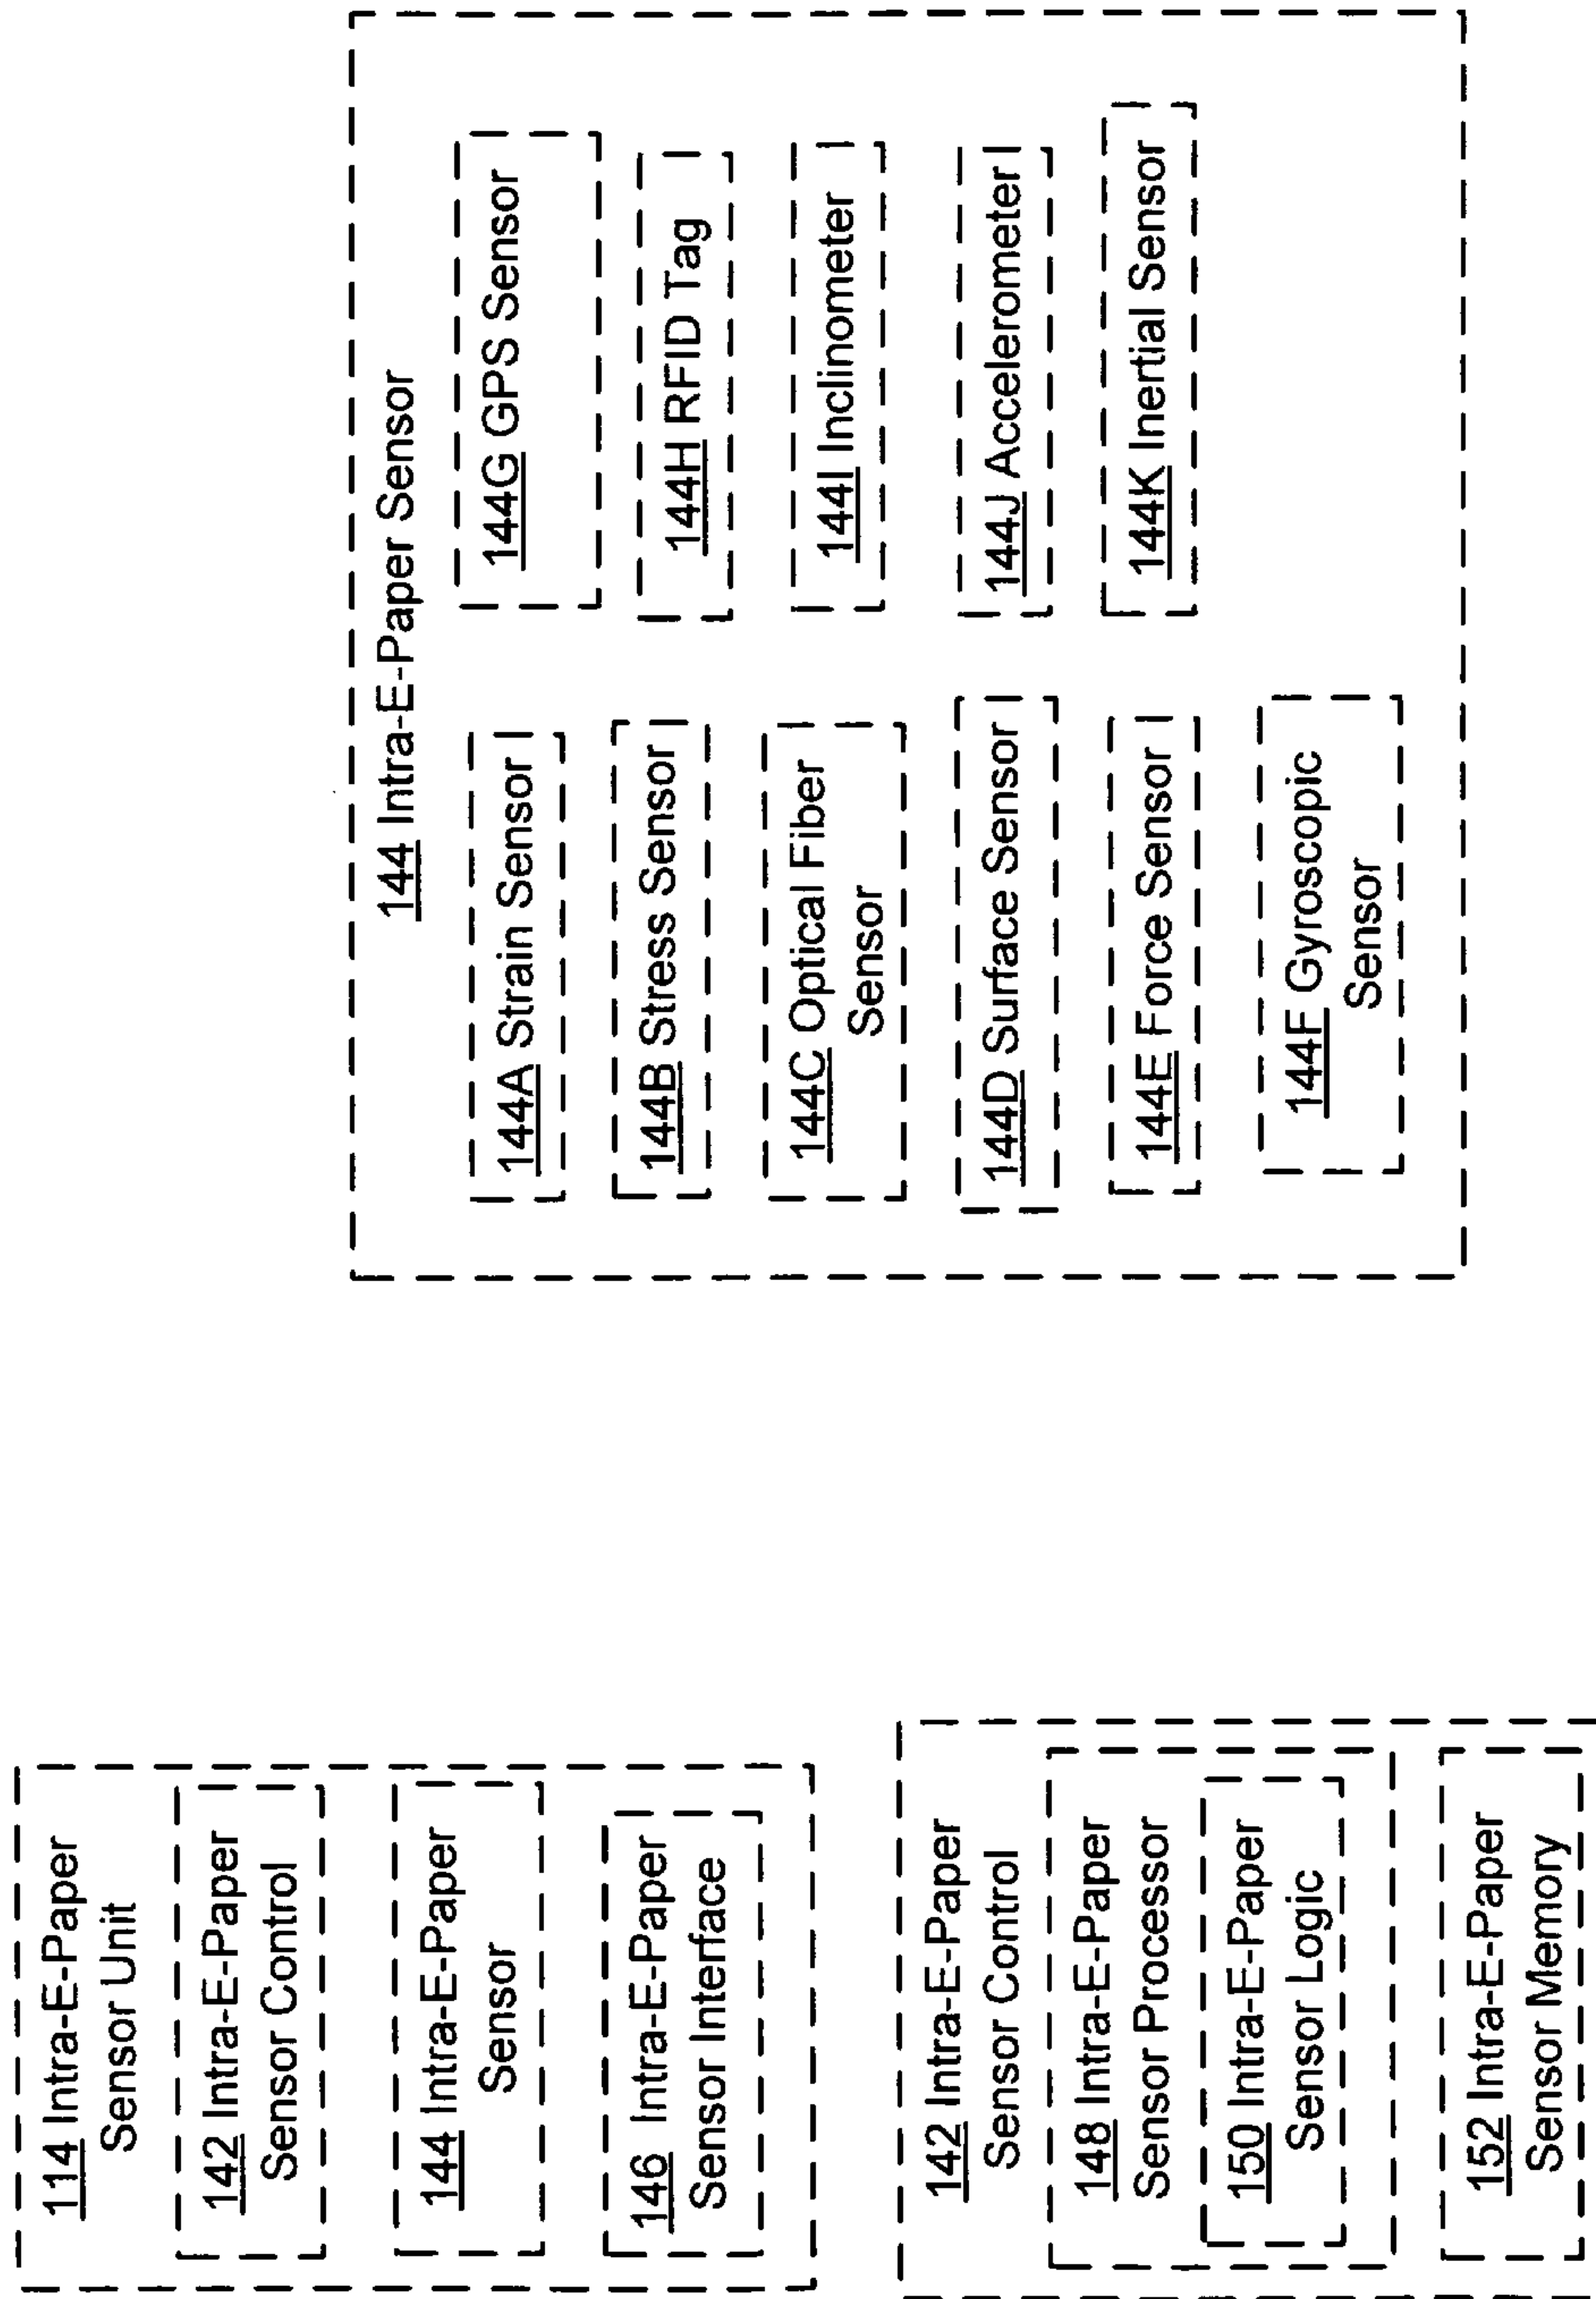 114 Intra-E-Paper
Sensor Unit
142 Intra-E-Paper
Sensor Control
144 Intra-E-Paper
Sensor
146 Intra-E-Paper
Sensor Interface
142 Intra-E-Paper
Sensor Control
148 Intra-E-Paper
Sensor Processor
150 Intra-E-Paper
Sensor Logic
152 Intra-E-Paper
Sensor Memory
144 Intra-E-Paper Sensor
144A Strain Sensor
144B Stress Sensor
144C Optical Fiber
Sensor
144D Surface Sensor
144E Force Sensor
144F Gyroscopic
Sensor
144G GPS Sensor
144H RFID Tag
144I Inclinometer
144J Accelerometer
144K Inertial Sensor